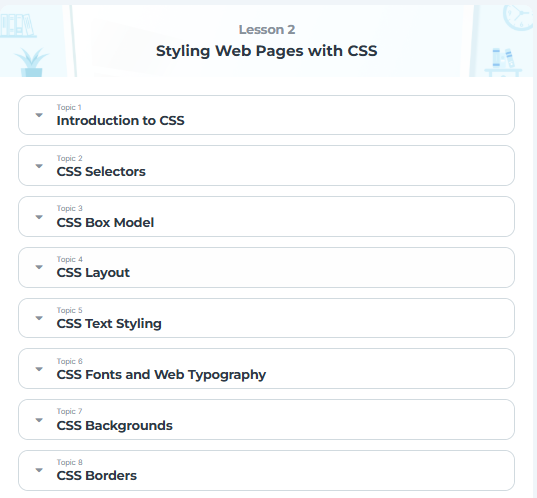 Lesson 2
Styling Web Pages with CSS
Topic 1
Introduction to CSS
Topic 2
CSS Selectors
Topic 3
CSS Box Model
Topic 4
CSS Layout
Topic 5
CSS Text Styling
Topic 6
CSS Fonts and Web Typography
Topic 7
CSS Backgrounds
Topic 8
CSS Borders